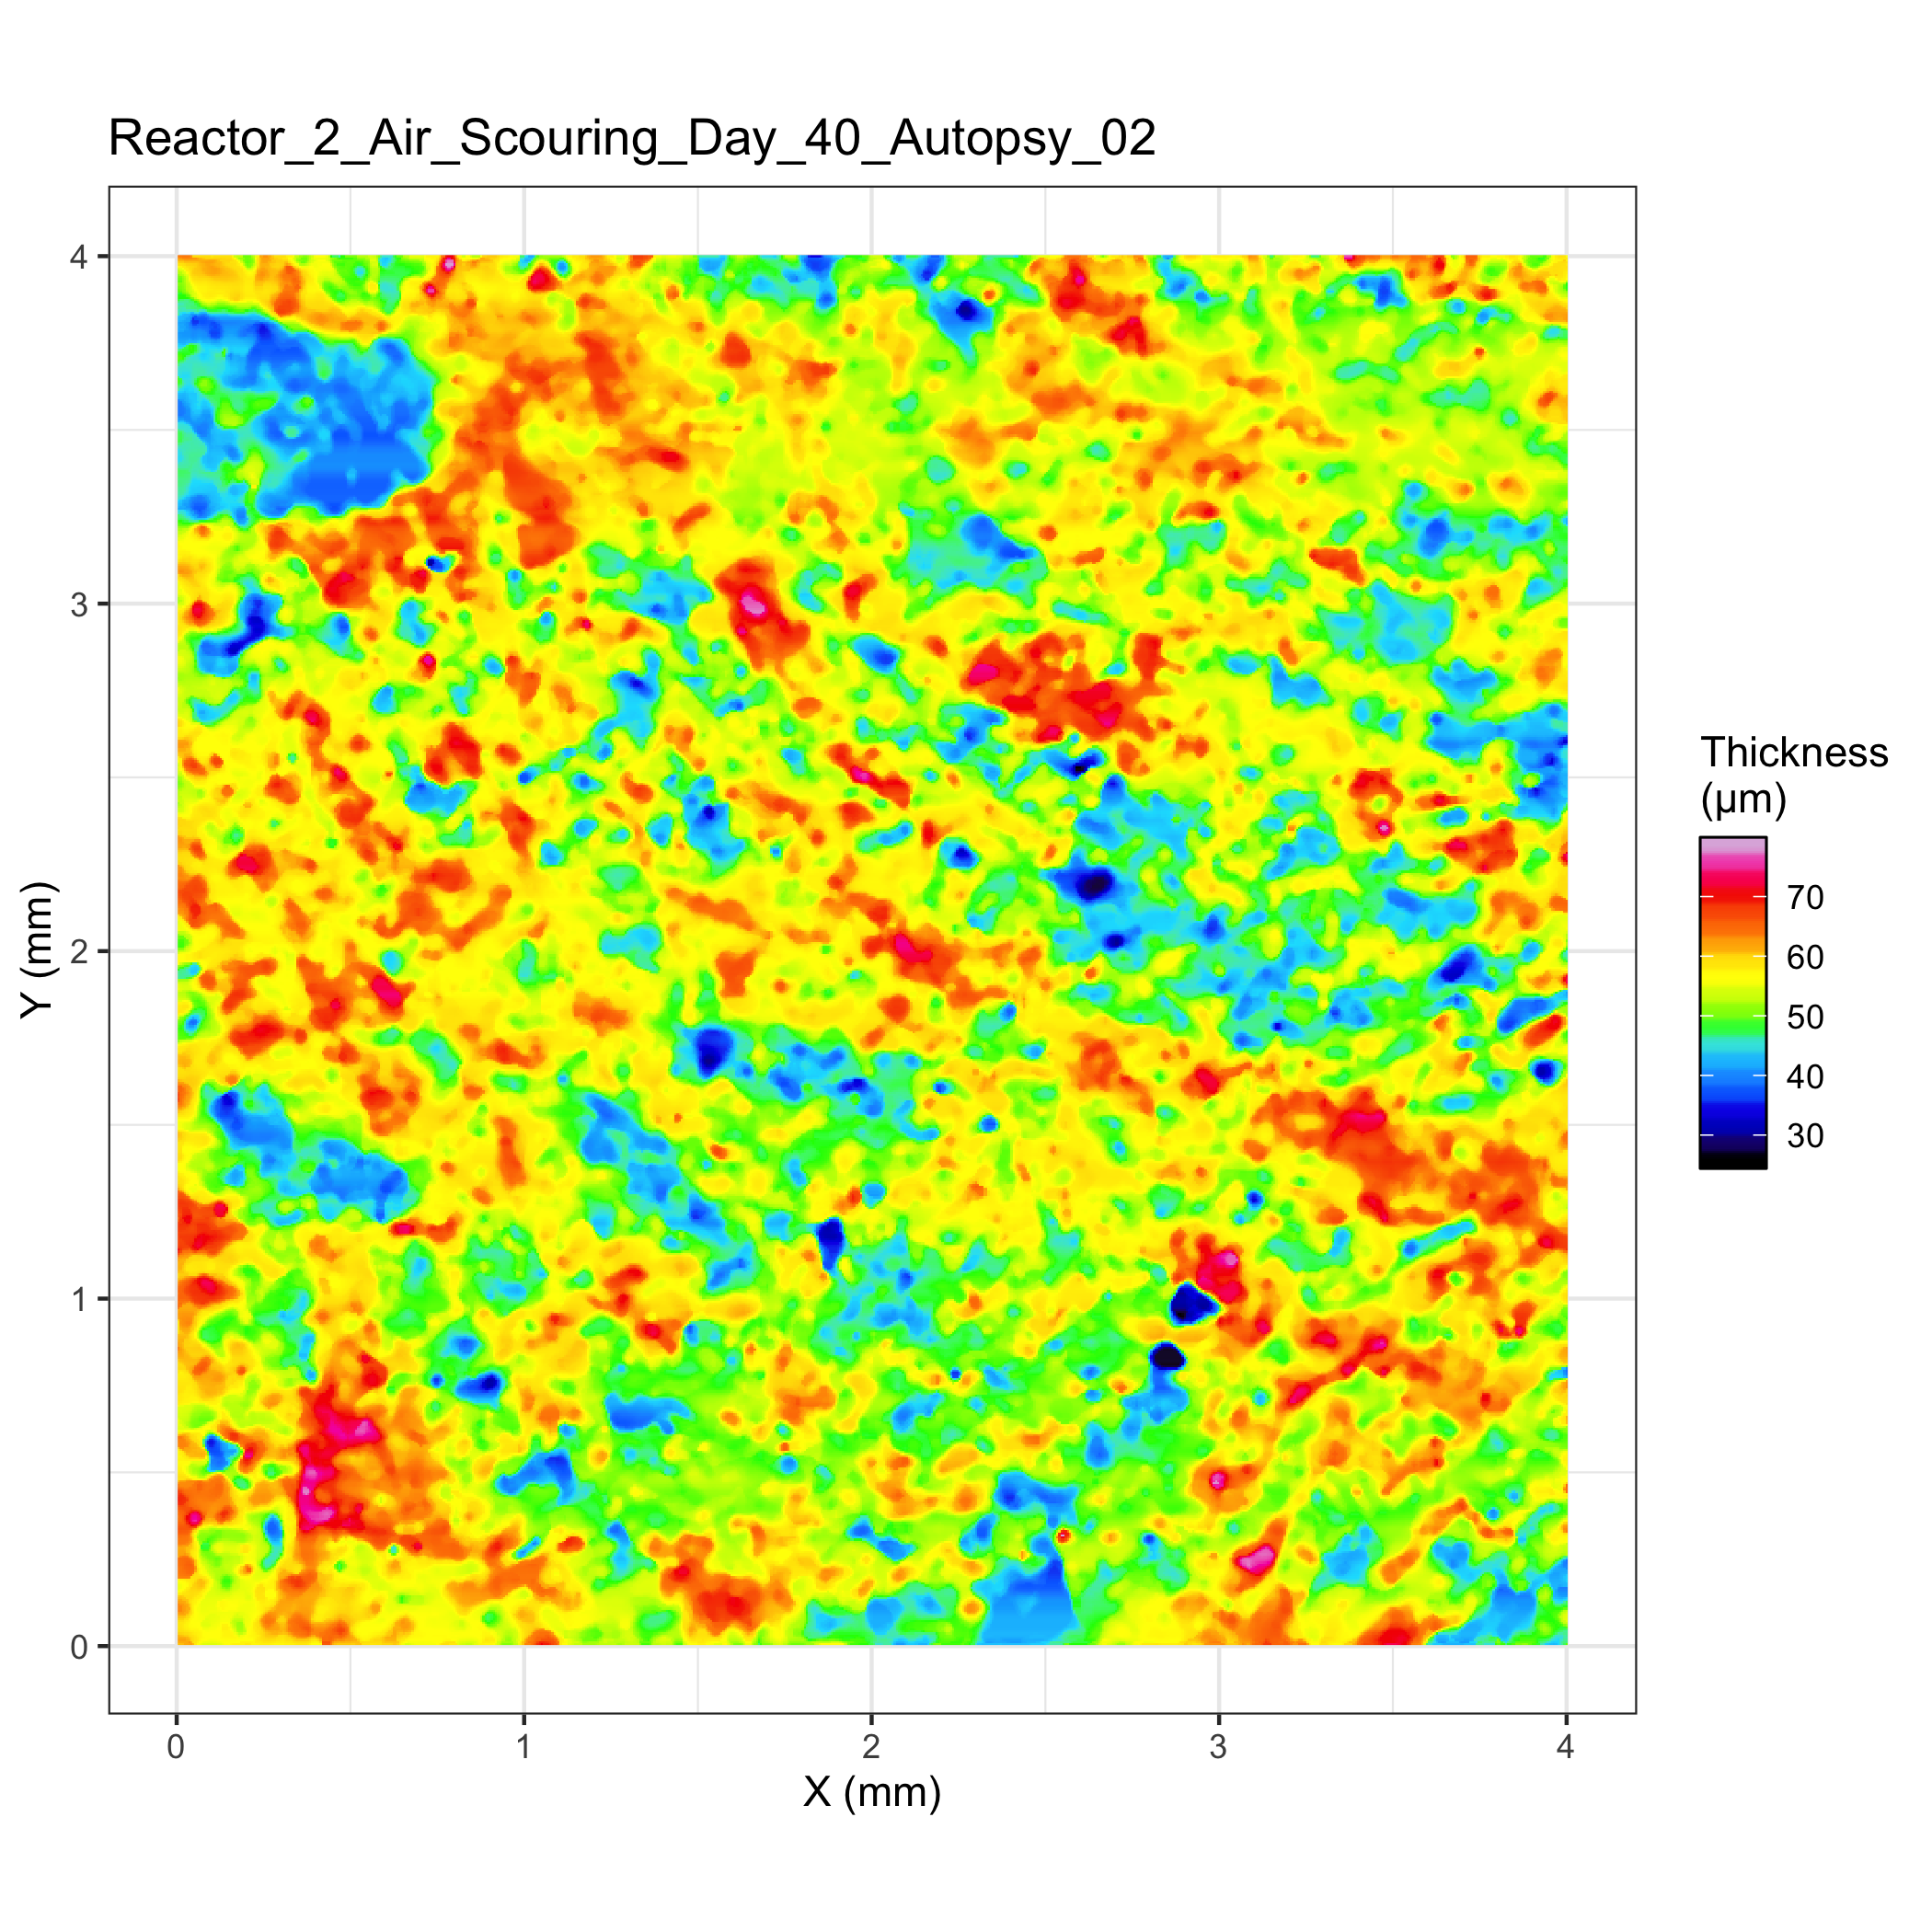 Reactor_2_Air_Scouring_Day_40_Autopsy_02
4
3
2
1
0
Y (mm)
0 1 2 3 4
X (mm)
Thickness
(μm)
70
60
50
40
30